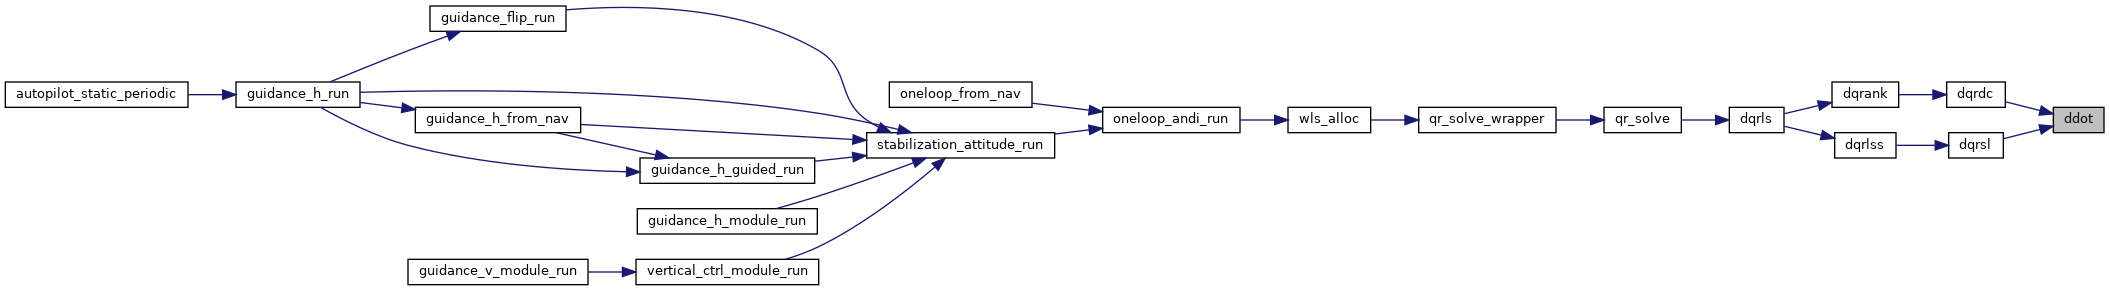 guidance_flip_run
autopilot_static_periodic
guidance_h_run
guidance_h_from_nav
guidance_h_guided_run
guidance_h_module_run
guidance_v_module_run
vertical_ctrl_module_run
oneloop_from_nav
stabilization_attitude_run
oneloop_andi_run
wls_alloc
qr_solve_wrapper
qr_solve
dqrls
dqrank
dqrlss
dqrdc
dqrsl
ddot